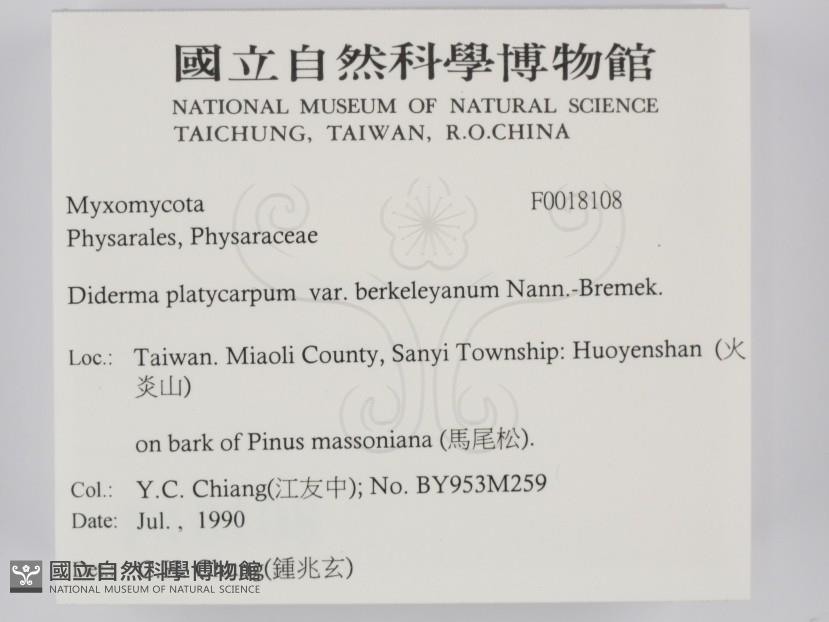 國立自然科學博物館
NATIONAL MUSEUM OF NATURAL SCIENCE
TAICHUNG, TAIWAN, R.O.CHINA
Myxomycota F0018108
Physarales, Physaraceae
Diderma platycarpum var. berkeleyanum Nann.-Bremek.
Loc.: Taiwan. Miaoli County, Sanyi Township: Huoyenshan (火
炎山)
on bark of Pinus massoniana (馬尾松).
Col.: Y.C. Chiang(江友中); No. BY953M259
Date: Jul. , 1990
(鍾兆玄)
國立自然科學博物館
NATIONAL MUSEUM OF NATURAL SCIENCE